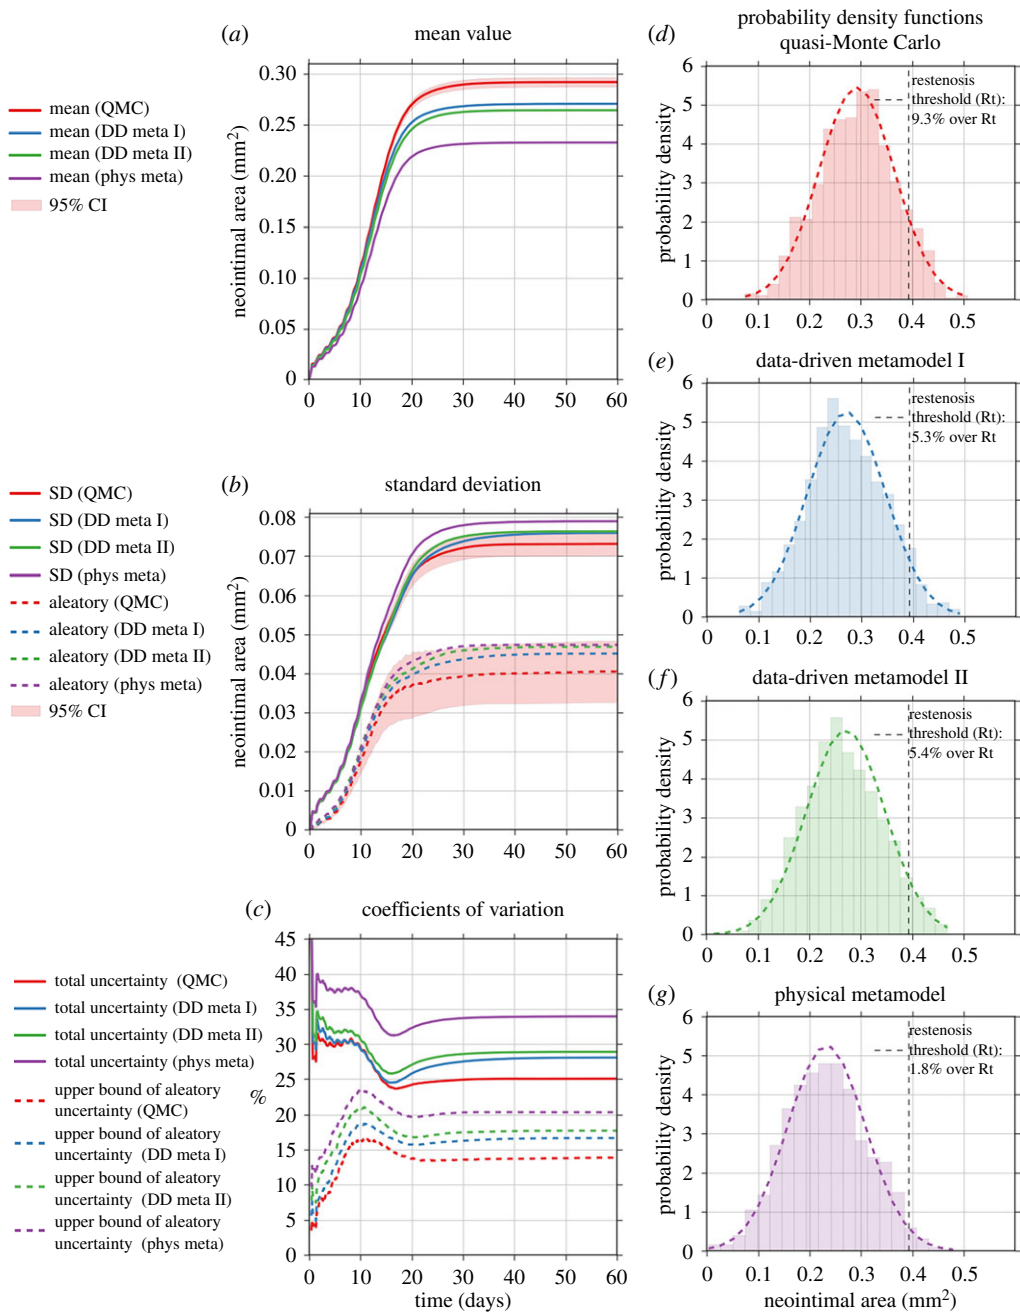 (a) mean value
mean (QMC)
mean (DD meta I)
mean (DD meta II)
mean (phys meta)
95% CI
neointimal area (mm²)
0.30
0.25
0.20
0.15
0.10
0.05
0
0 10 20 30 40 50 60
(b) standard deviation
SD (QMC)
SD (DD meta I)
SD (DD meta II)
SD (phys meta)
aleatory (QMC)
aleatory (DD meta I)
aleatory (DD meta II)
aleatory (phys meta)
95% CI
neointimal area (mm²)
0.08
0.07
0.06
0.05
0.04
0.03
0.02
0.01
0
0 10 20 30 40 50 60
(c) coefficients of variation
total uncertainty (QMC)
total uncertainty (DD meta I)
total uncertainty (DD meta II)
total uncertainty (phys meta)
upper bound of aleatory
uncertainty (QMC)
upper bound of aleatory
uncertainty (DD meta I)
upper bound of aleatory
uncertainty (DD meta II)
upper bound of aleatory
uncertainty (phys meta)
%
45
40
35
30
25
20
15
10
5
0
0 10 20 30 40 50 60
time (days)
(d) probability density functions
quasi-Monte Carlo
restenosis
threshold (Rt):
9.3% over Rt
probability density
6
5
4
3
2
1
0
0 0.1 0.2 0.3 0.4 0.5
(e) data-driven metamodel I
restenosis
threshold (Rt):
5.3% over Rt
probability density
6
5
4
3
2
1
0
0 0.1 0.2 0.3 0.4 0.5
(f) data-driven metamodel II
restenosis
threshold (Rt):
5.4% over Rt
probability density
6
5
4
3
2
1
0
0 0.1 0.2 0.3 0.4 0.5
(g) physical metamodel
restenosis
threshold (Rt):
1.8% over Rt
probability density
6
5
4
3
2
1
0
0 0.1 0.2 0.3 0.4 0.5
neointimal area (mm²)